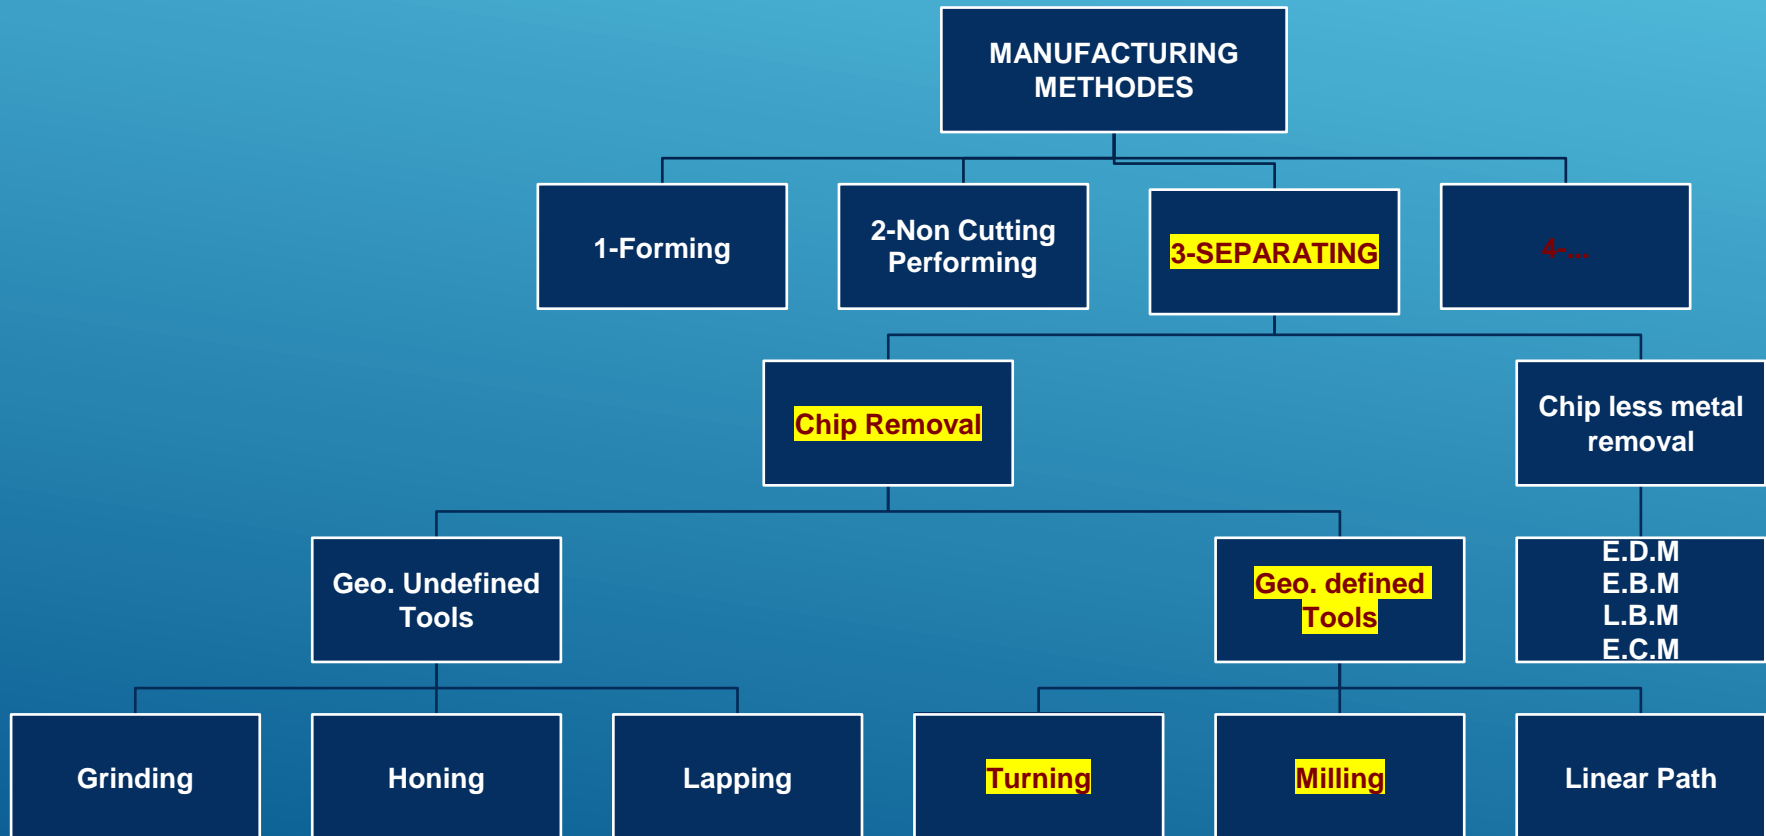 MANUFACTURING
METHODES
1-Forming
2-Non Cutting
Performing
3-SEPARATING
4-...
Chip Removal
Chip less metal
removal
Geo. Undefined
Tools
Geo. defined
Tools
E.D.M
E.B.M
L.B.M
E.C.M
Grinding
Honing
Lapping
Turning
Milling
Linear Path